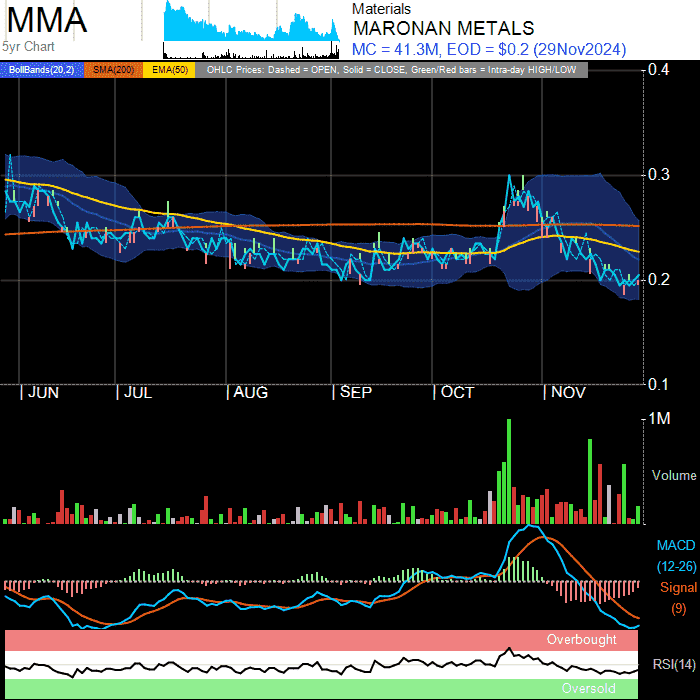 MMA
5yr Chart
Materials
MARONAN METALS
MC = 41.3M, EOD = $0.2 (29Nov2024)
BollBands(20,2) SMA(200) EMA(50) OHLC Prices: Dashed = OPEN, Solid = CLOSE, Green/Red bars = Intra-day HIGH/LOW
0.4
0.3
0.2
0.1
| JUN | JUL | AUG | SEP | OCT | NOV
1M
Volume
MACD
(12-26)
Signal
(9)
Overbought
RSI(14)
Oversold